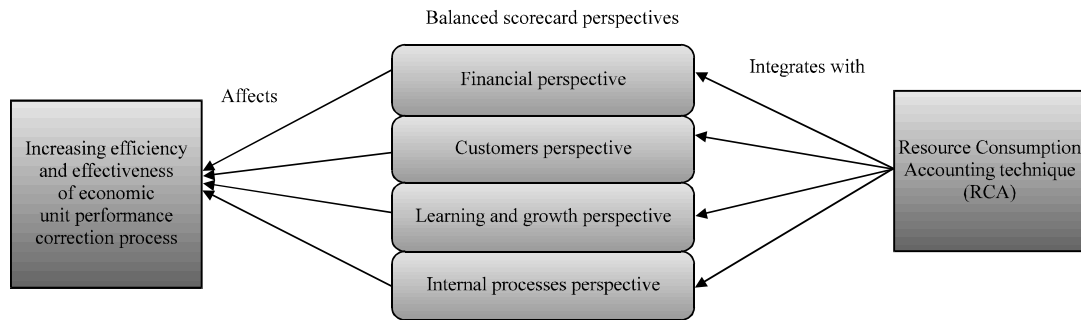 Balanced scorecard perspectives
Affects
Integrates with
Increasing efficiency
and effectiveness
of economic
unit performance
correction process
Financial perspective
Customers perspective
Learning and growth perspective
Internal processes perspective
Resource Consumption
Accounting technique
(RCA)